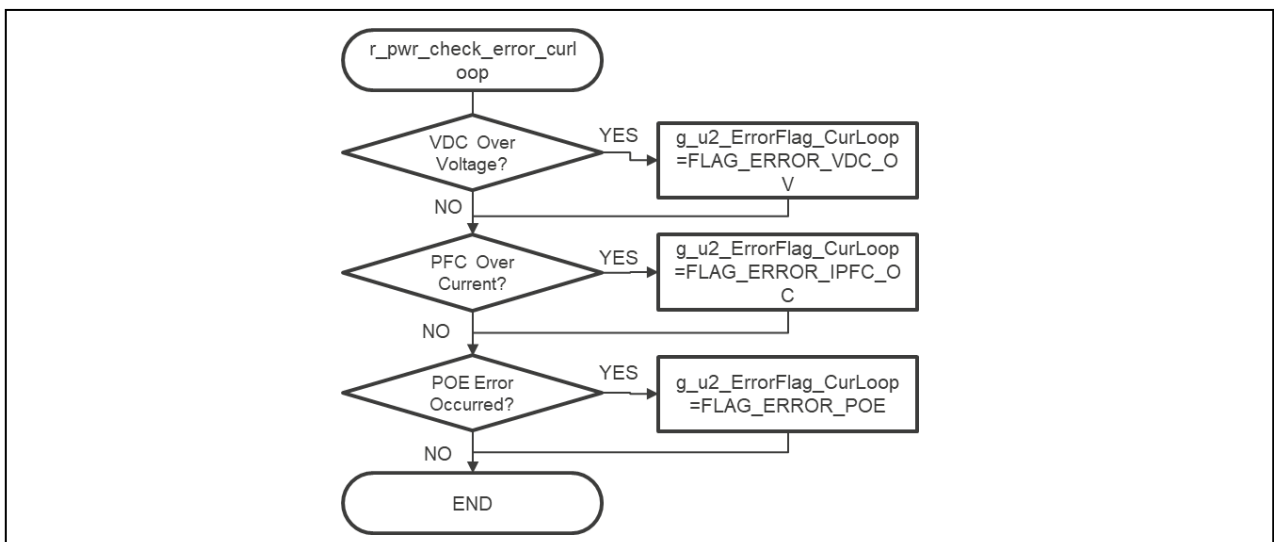 r_pwr_check_error_curl
oop
VDC Over
Voltage?
YES
g_u2_ErrorFlag_CurLoop
=FLAG_ERROR_VDC_O
V
NO
PFC Over
Current?
YES
g_u2_ErrorFlag_CurLoop
=FLAG_ERROR_IPFC_O
C
NO
POE Error
Occurred?
YES
g_u2_ErrorFlag_CurLoop
=FLAG_ERROR_POE
NO
END